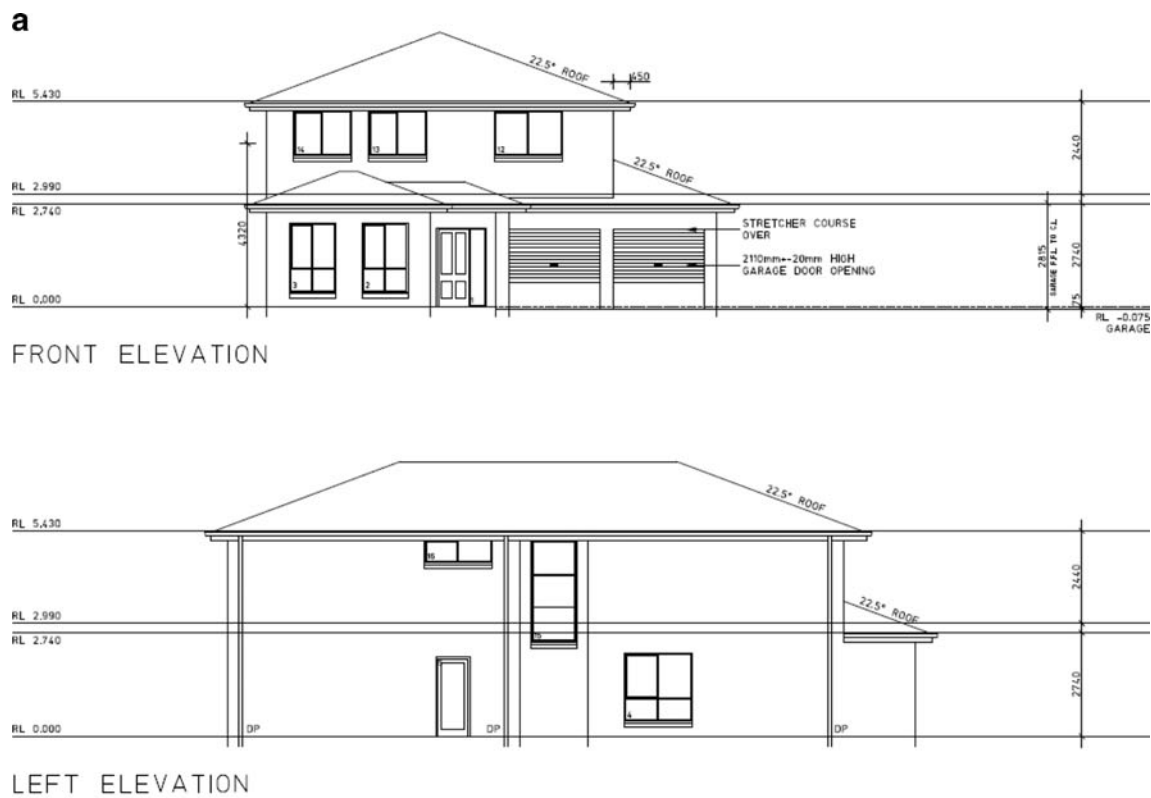 a
22.5° ROOF
450
RL 5.430
14
13
12
2440
22.5° ROOF
RL 2.990
RL 2.740
STRETCHER COURSE
OVER
4320
2815
GARAGE F.F.L TO C.L
2740
2110mm+-20mm HIGH
GARAGE DOOR OPENING
3
2
1
75
RL 0.000
RL -0.075
GARAGE
FRONT ELEVATION
22.5° ROOF
RL 5.430
16
2440
22.5° ROOF
RL 2.990
15
RL 2.740
2740
4
RL 0.000
DP
DP
DP
LEFT ELEVATION